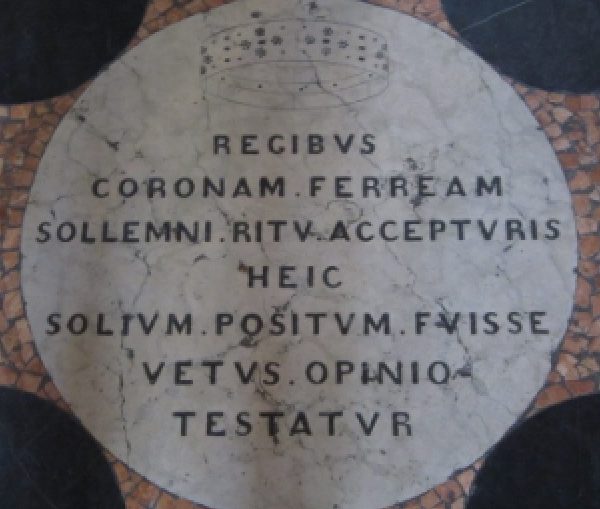 REGIBVS
CORONAM.FERREAM
SOLLEMNI.RITV.ACCEPTVRIS
HEIC
SOLIVM.POSITVM.FVISSE
VETVS.OPINIO
TESTATVR